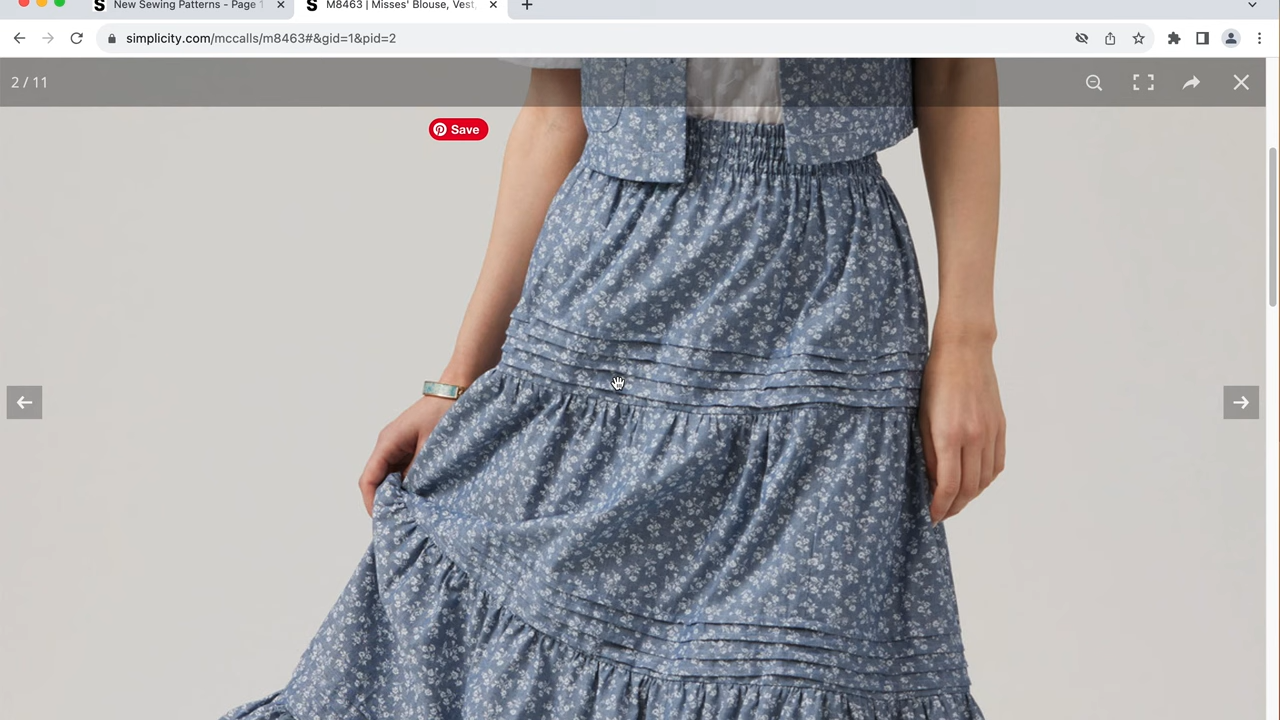 New Sewing Patterns - Page 1
M8463 | Misses' Blouse, Vest,
simplicity.com/mccalls/m8463#&gid=1&pid=2
2 / 11
Save